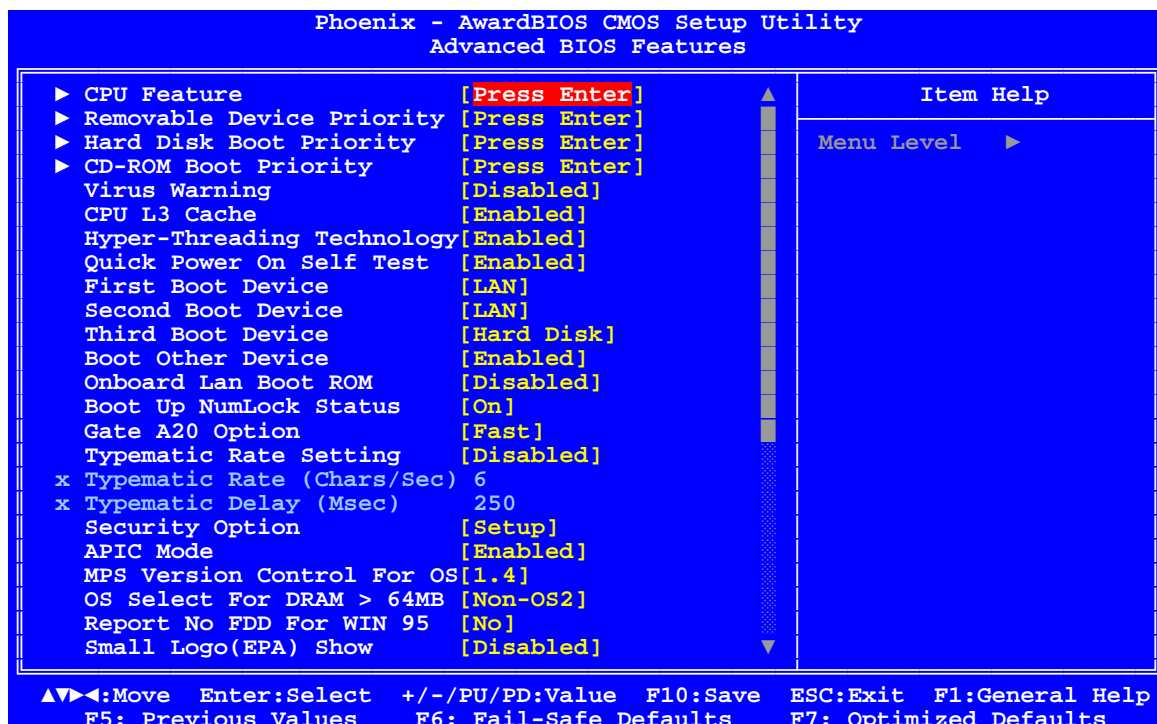 Phoenix - AwardBIOS CMOS Setup Utility
Advanced BIOS Features
► CPU Feature [Press Enter]
► Removable Device Priority [Press Enter]
► Hard Disk Boot Priority [Press Enter]
► CD-ROM Boot Priority [Press Enter]
Virus Warning [Disabled]
CPU L3 Cache [Enabled]
Hyper-Threading Technology[Enabled]
Quick Power On Self Test [Enabled]
First Boot Device [LAN]
Second Boot Device [LAN]
Third Boot Device [Hard Disk]
Boot Other Device [Enabled]
Onboard Lan Boot ROM [Disabled]
Boot Up NumLock Status [On]
Gate A20 Option [Fast]
Typematic Rate Setting [Disabled]
x Typematic Rate (Chars/Sec) 6
x Typematic Delay (Msec) 250
Security Option [Setup]
APIC Mode [Enabled]
MPS Version Control For OS[1.4]
OS Select For DRAM > 64MB [Non-OS2]
Report No FDD For WIN 95 [No]
Small Logo(EPA) Show [Disabled]
Item Help
Menu Level ►
▲▼►◄:Move Enter:Select +/-/PU/PD:Value F10:Save ESC:Exit F1:General Help
F5: Previous Values F6: Fail-Safe Defaults F7: Optimized Defaults